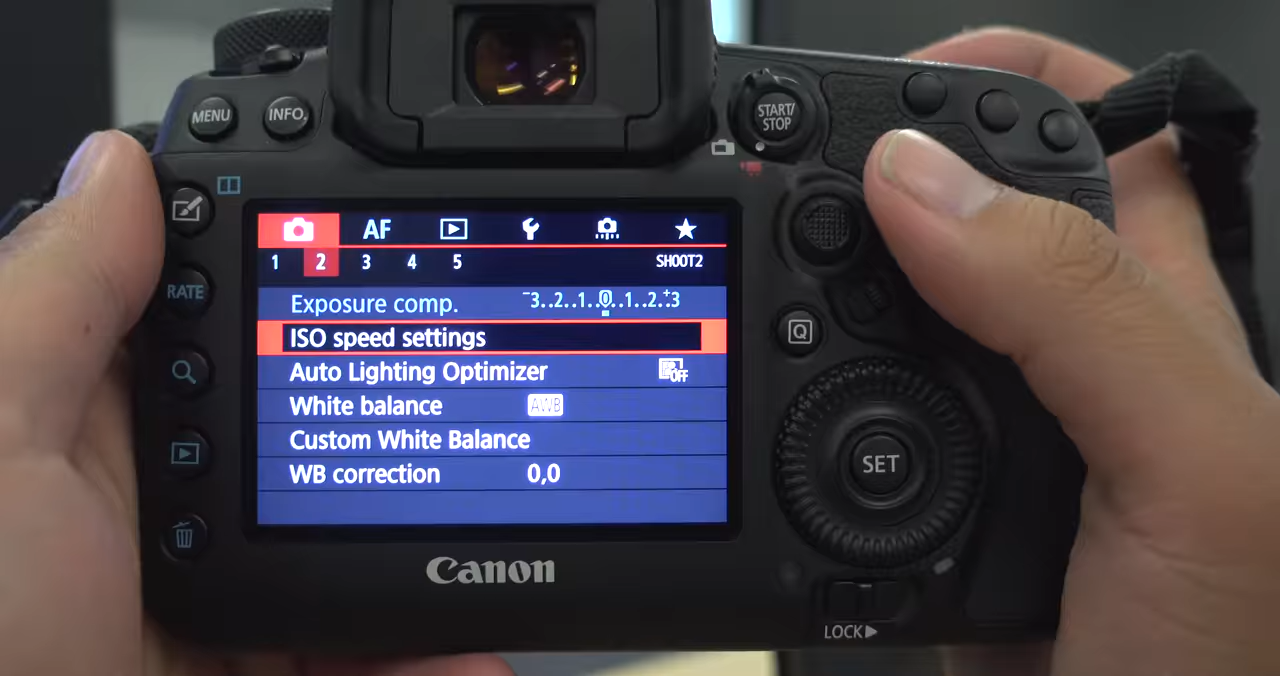 MENU
INFO.
START/
STOP
RATE
AF
1 2 3 4 5 SHOOT2
Exposure comp. ⁻3..2..1..0..1..2..⁺3
ISO speed settings
Auto Lighting Optimizer OFF
White balance AWB
Custom White Balance
WB correction 0,0
Q
SET
Canon
LOCK▶